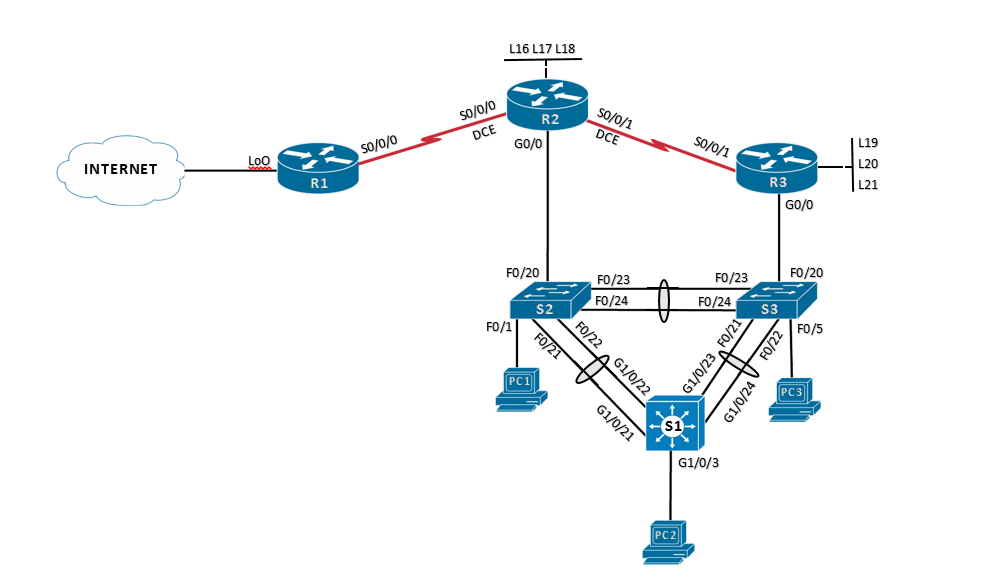 L16 L17 L18
R2
S0/0/0
DCE
S0/0/1
DCE
G0/0
INTERNET
LoO
R1
S0/0/0
S0/0/1
R3
L19
L20
L21
G0/0
F0/20
S2
F0/23
F0/24
F0/23
F0/24
F0/20
S3
F0/1
F0/21
F0/22
F0/21
F0/22
F0/5
PC1
G1/0/22
G1/0/21
G1/0/23
G1/0/24
PC3
S1
G1/0/3
PC2